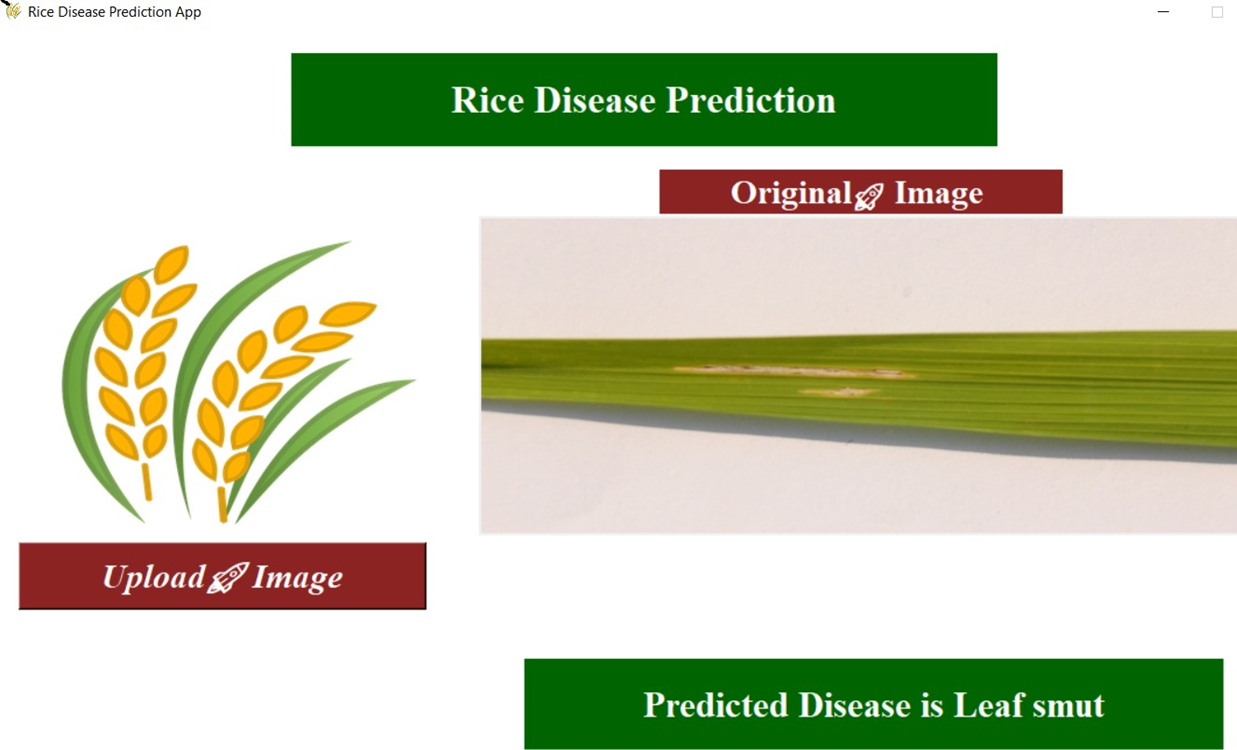 Rice Disease Prediction App
Rice Disease Prediction
Original🚀 Image
Upload🚀Image
Predicted Disease is Leaf smut